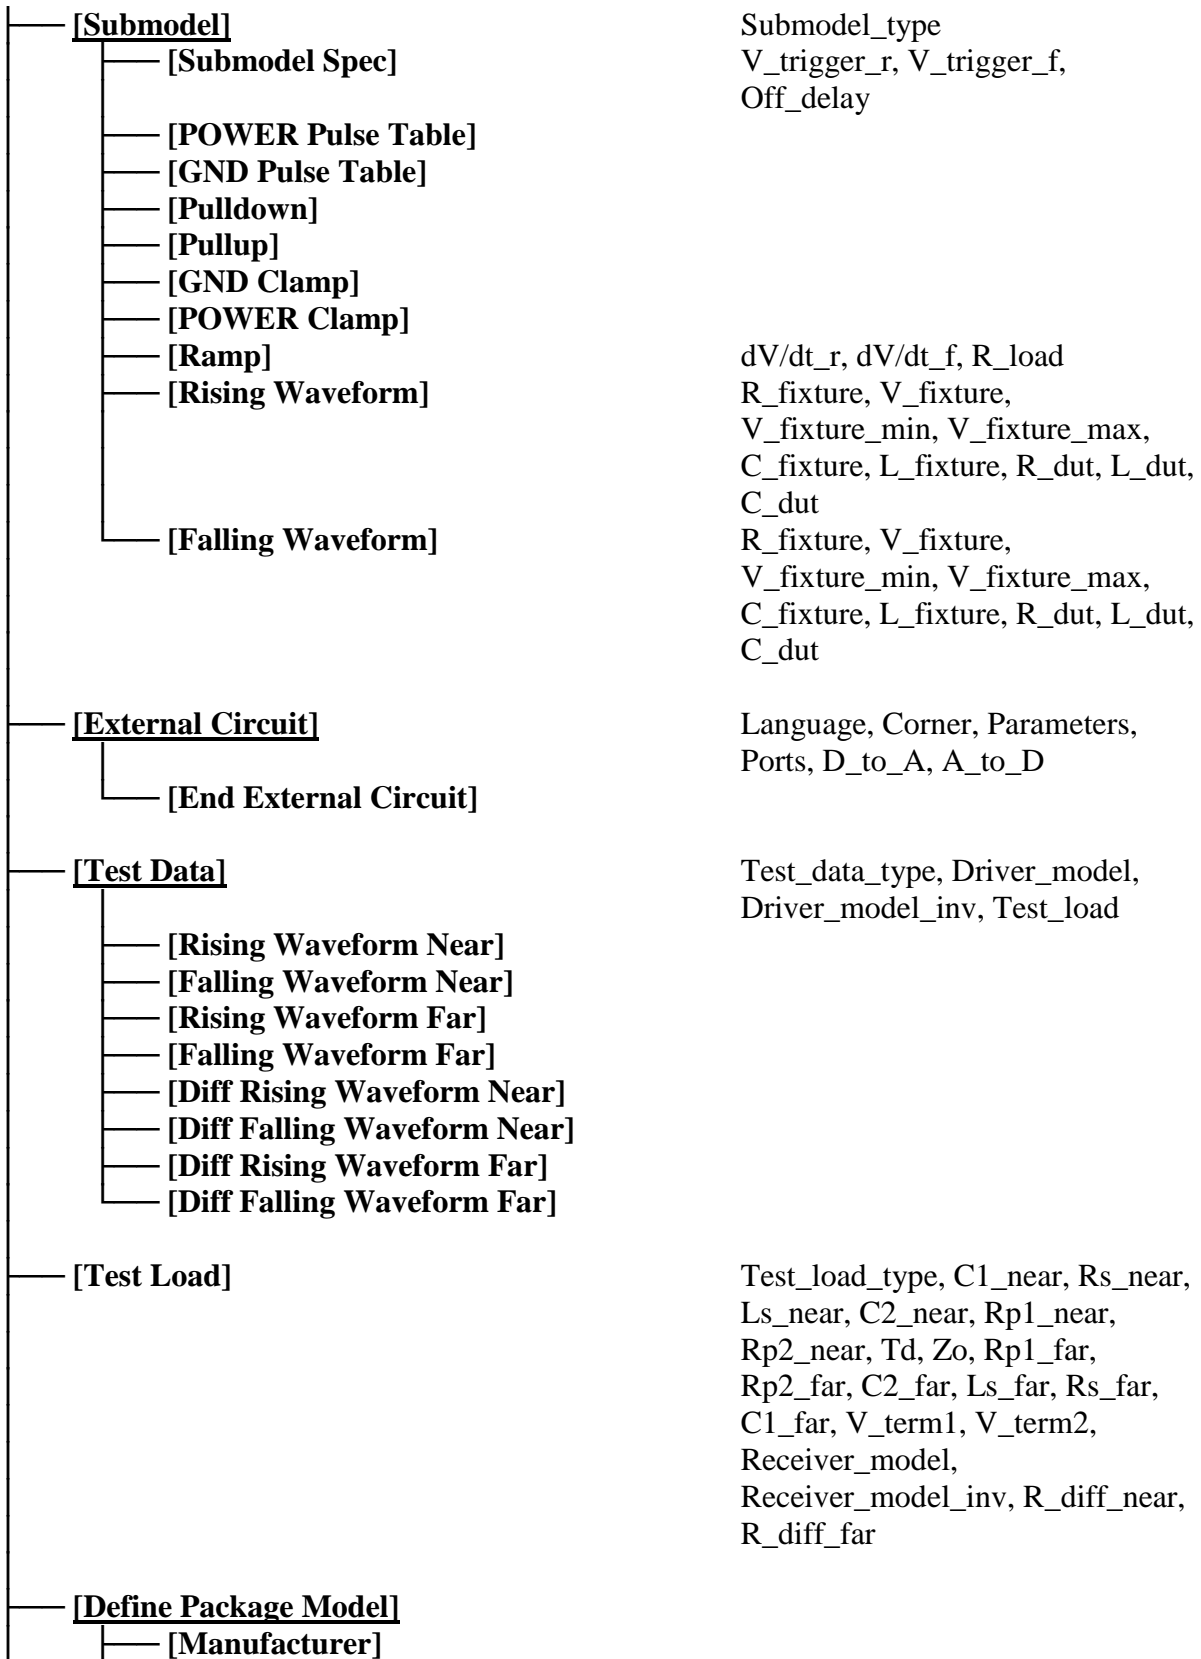 [Submodel] Submodel_type
[Submodel Spec] V_trigger_r, V_trigger_f,
Off_delay
[POWER Pulse Table]
[GND Pulse Table]
[Pulldown]
[Pullup]
[GND Clamp]
[POWER Clamp]
[Ramp] dV/dt_r, dV/dt_f, R_load
[Rising Waveform] R_fixture, V_fixture,
V_fixture_min, V_fixture_max,
C_fixture, L_fixture, R_dut, L_dut,
C_dut
[Falling Waveform] R_fixture, V_fixture,
V_fixture_min, V_fixture_max,
C_fixture, L_fixture, R_dut, L_dut,
C_dut
[External Circuit] Language, Corner, Parameters,
Ports, D_to_A, A_to_D
[End External Circuit]
[Test Data] Test_data_type, Driver_model,
Driver_model_inv, Test_load
[Rising Waveform Near]
[Falling Waveform Near]
[Rising Waveform Far]
[Falling Waveform Far]
[Diff Rising Waveform Near]
[Diff Falling Waveform Near]
[Diff Rising Waveform Far]
[Diff Falling Waveform Far]
[Test Load] Test_load_type, C1_near, Rs_near,
Ls_near, C2_near, Rp1_near,
Rp2_near, Td, Zo, Rp1_far,
Rp2_far, C2_far, Ls_far, Rs_far,
C1_far, V_term1, V_term2,
Receiver_model,
Receiver_model_inv, R_diff_near,
R_diff_far
[Define Package Model]
[Manufacturer]